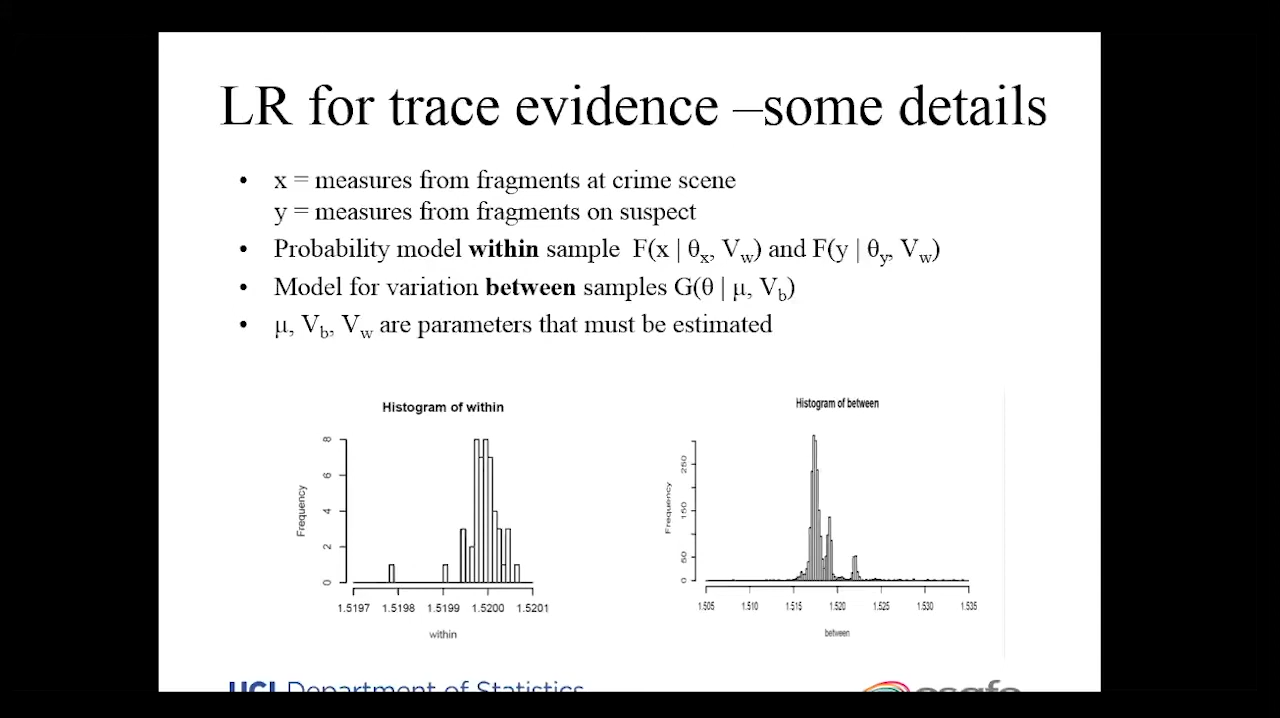 LR for trace evidence –some details
• x = measures from fragments at crime scene
y = measures from fragments on suspect
• Probability model within sample F(x | θx, Vw) and F(y | θy, Vw)
• Model for variation between samples G(θ | μ, Vb)
• μ, Vb, Vw are parameters that must be estimated
Histogram of within
Frequency
8
6
4
2
0
1.5197 1.5198 1.5199 1.5200 1.5201
within
Histogram of between
Frequency
250
150
50
0
1.505 1.510 1.515 1.520 1.525 1.530 1.535
between
UCI Department of Statistics
csafe